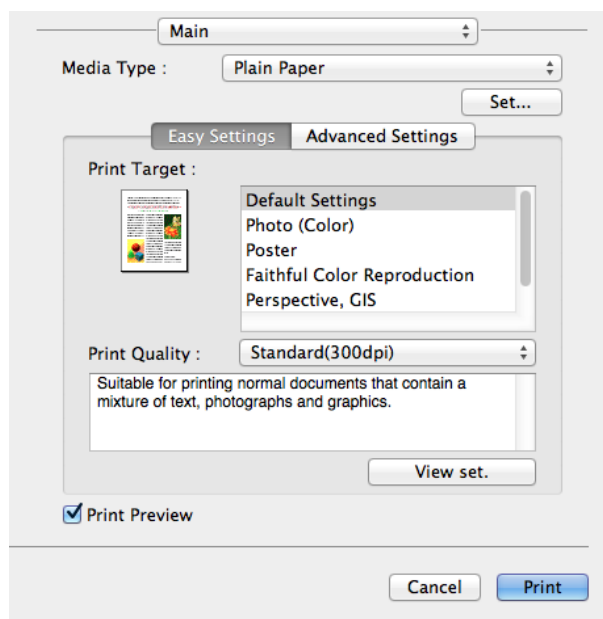 Main
Media Type : Plain Paper
Set...
Easy Settings Advanced Settings
Print Target :
Default Settings
Photo (Color)
Poster
Faithful Color Reproduction
Perspective, GIS
Print Quality : Standard(300dpi)
Suitable for printing normal documents that contain a
mixture of text, photographs and graphics.
View set.
Print Preview
Cancel Print